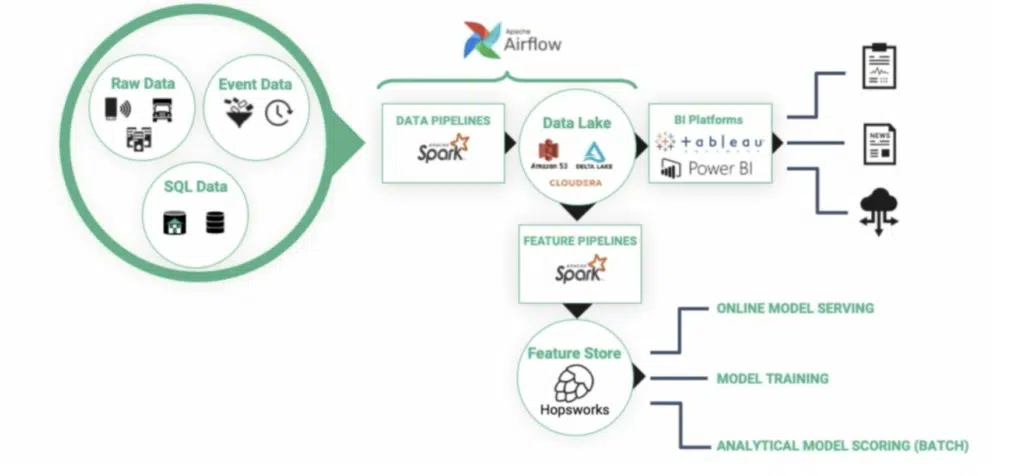 Apache
Airflow
Raw Data
Event Data
SQL Data
DATA PIPELINES
APACHE
Spark
Data Lake
Amazon S3
DELTA LAKE
CLOUDERA
BI Platforms
+ableau
Power BI
NEWS
FEATURE PIPELINES
APACHE
Spark
Feature Store
Hopsworks
ONLINE MODEL SERVING
MODEL TRAINING
ANALYTICAL MODEL SCORING (BATCH)